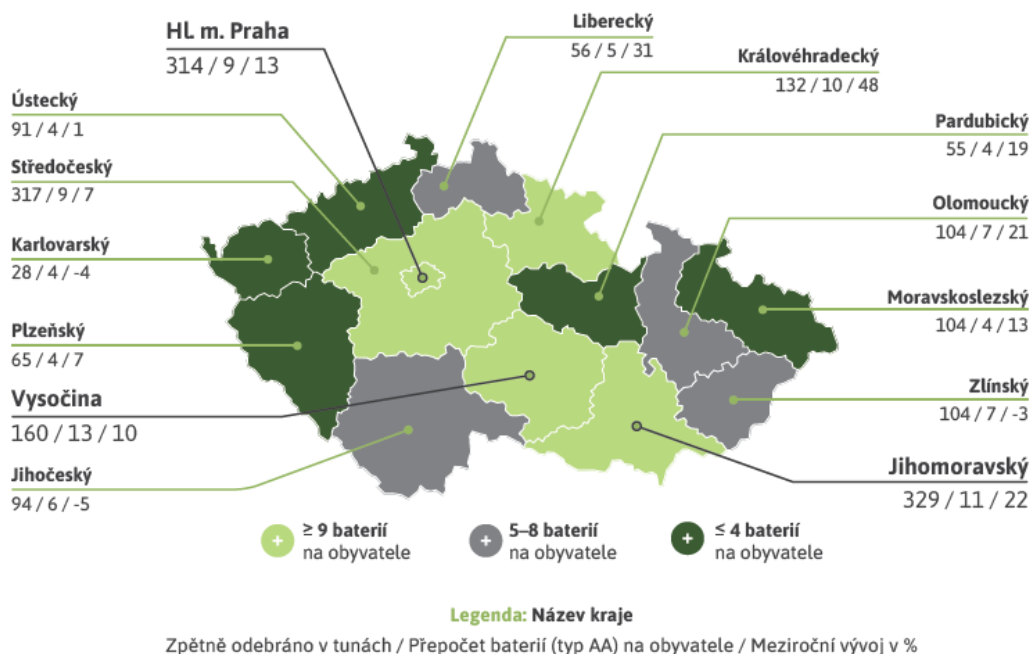 Hl. m. Praha
314 / 9 / 13
Liberecký
56 / 5 / 31
Královéhradecký
132 / 10 / 48
Ústecký
91 / 4 / 1
Pardubický
55 / 4 / 19
Středočeský
317 / 9 / 7
Olomoucký
104 / 7 / 21
Karlovarský
28 / 4 / -4
Moravskoslezský
104 / 4 / 13
Plzeňský
65 / 4 / 7
Zlínský
104 / 7 / -3
Vysočina
160 / 13 / 10
Jihomoravský
329 / 11 / 22
Jihočeský
94 / 6 / -5
+ ≥ 9 baterií
na obyvatele
+ 5–8 baterií
na obyvatele
+ ≤ 4 baterií
na obyvatele
Legenda: Název kraje
Zpětně odebráno v tunách / Přepočet baterií (typ AA) na obyvatele / Meziroční vývoj v %